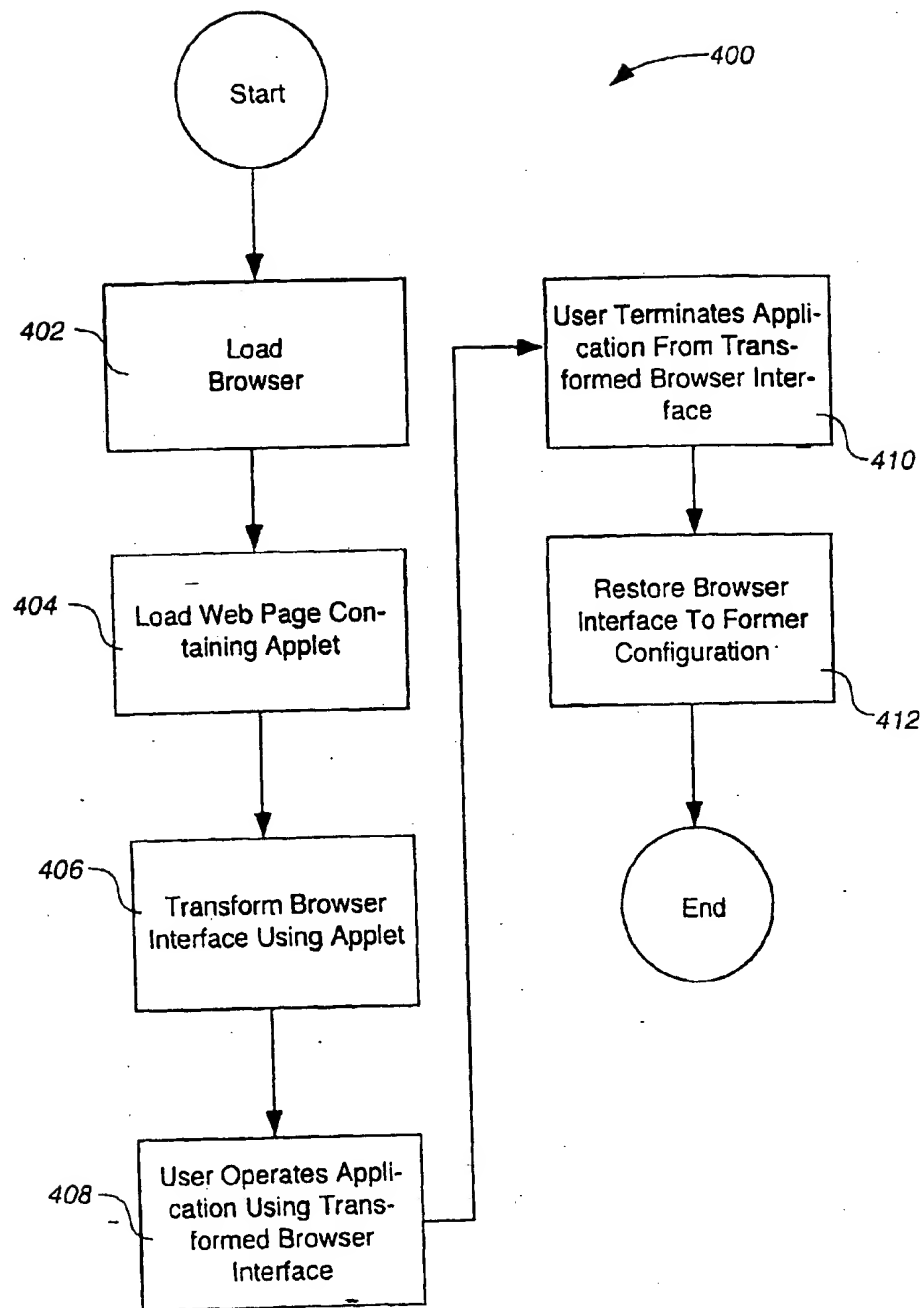 400
Start
402
Load
Browser
404
Load Web Page Con-
taining Applet
406
Transform Browser
Interface Using Applet
408
User Operates Appli-
cation Using Trans-
formed Browser
Interface
User Terminates Appli-
cation From Trans-
formed Browser Inter-
face
410
Restore Browser
Interface To Former
Configuration
412
End